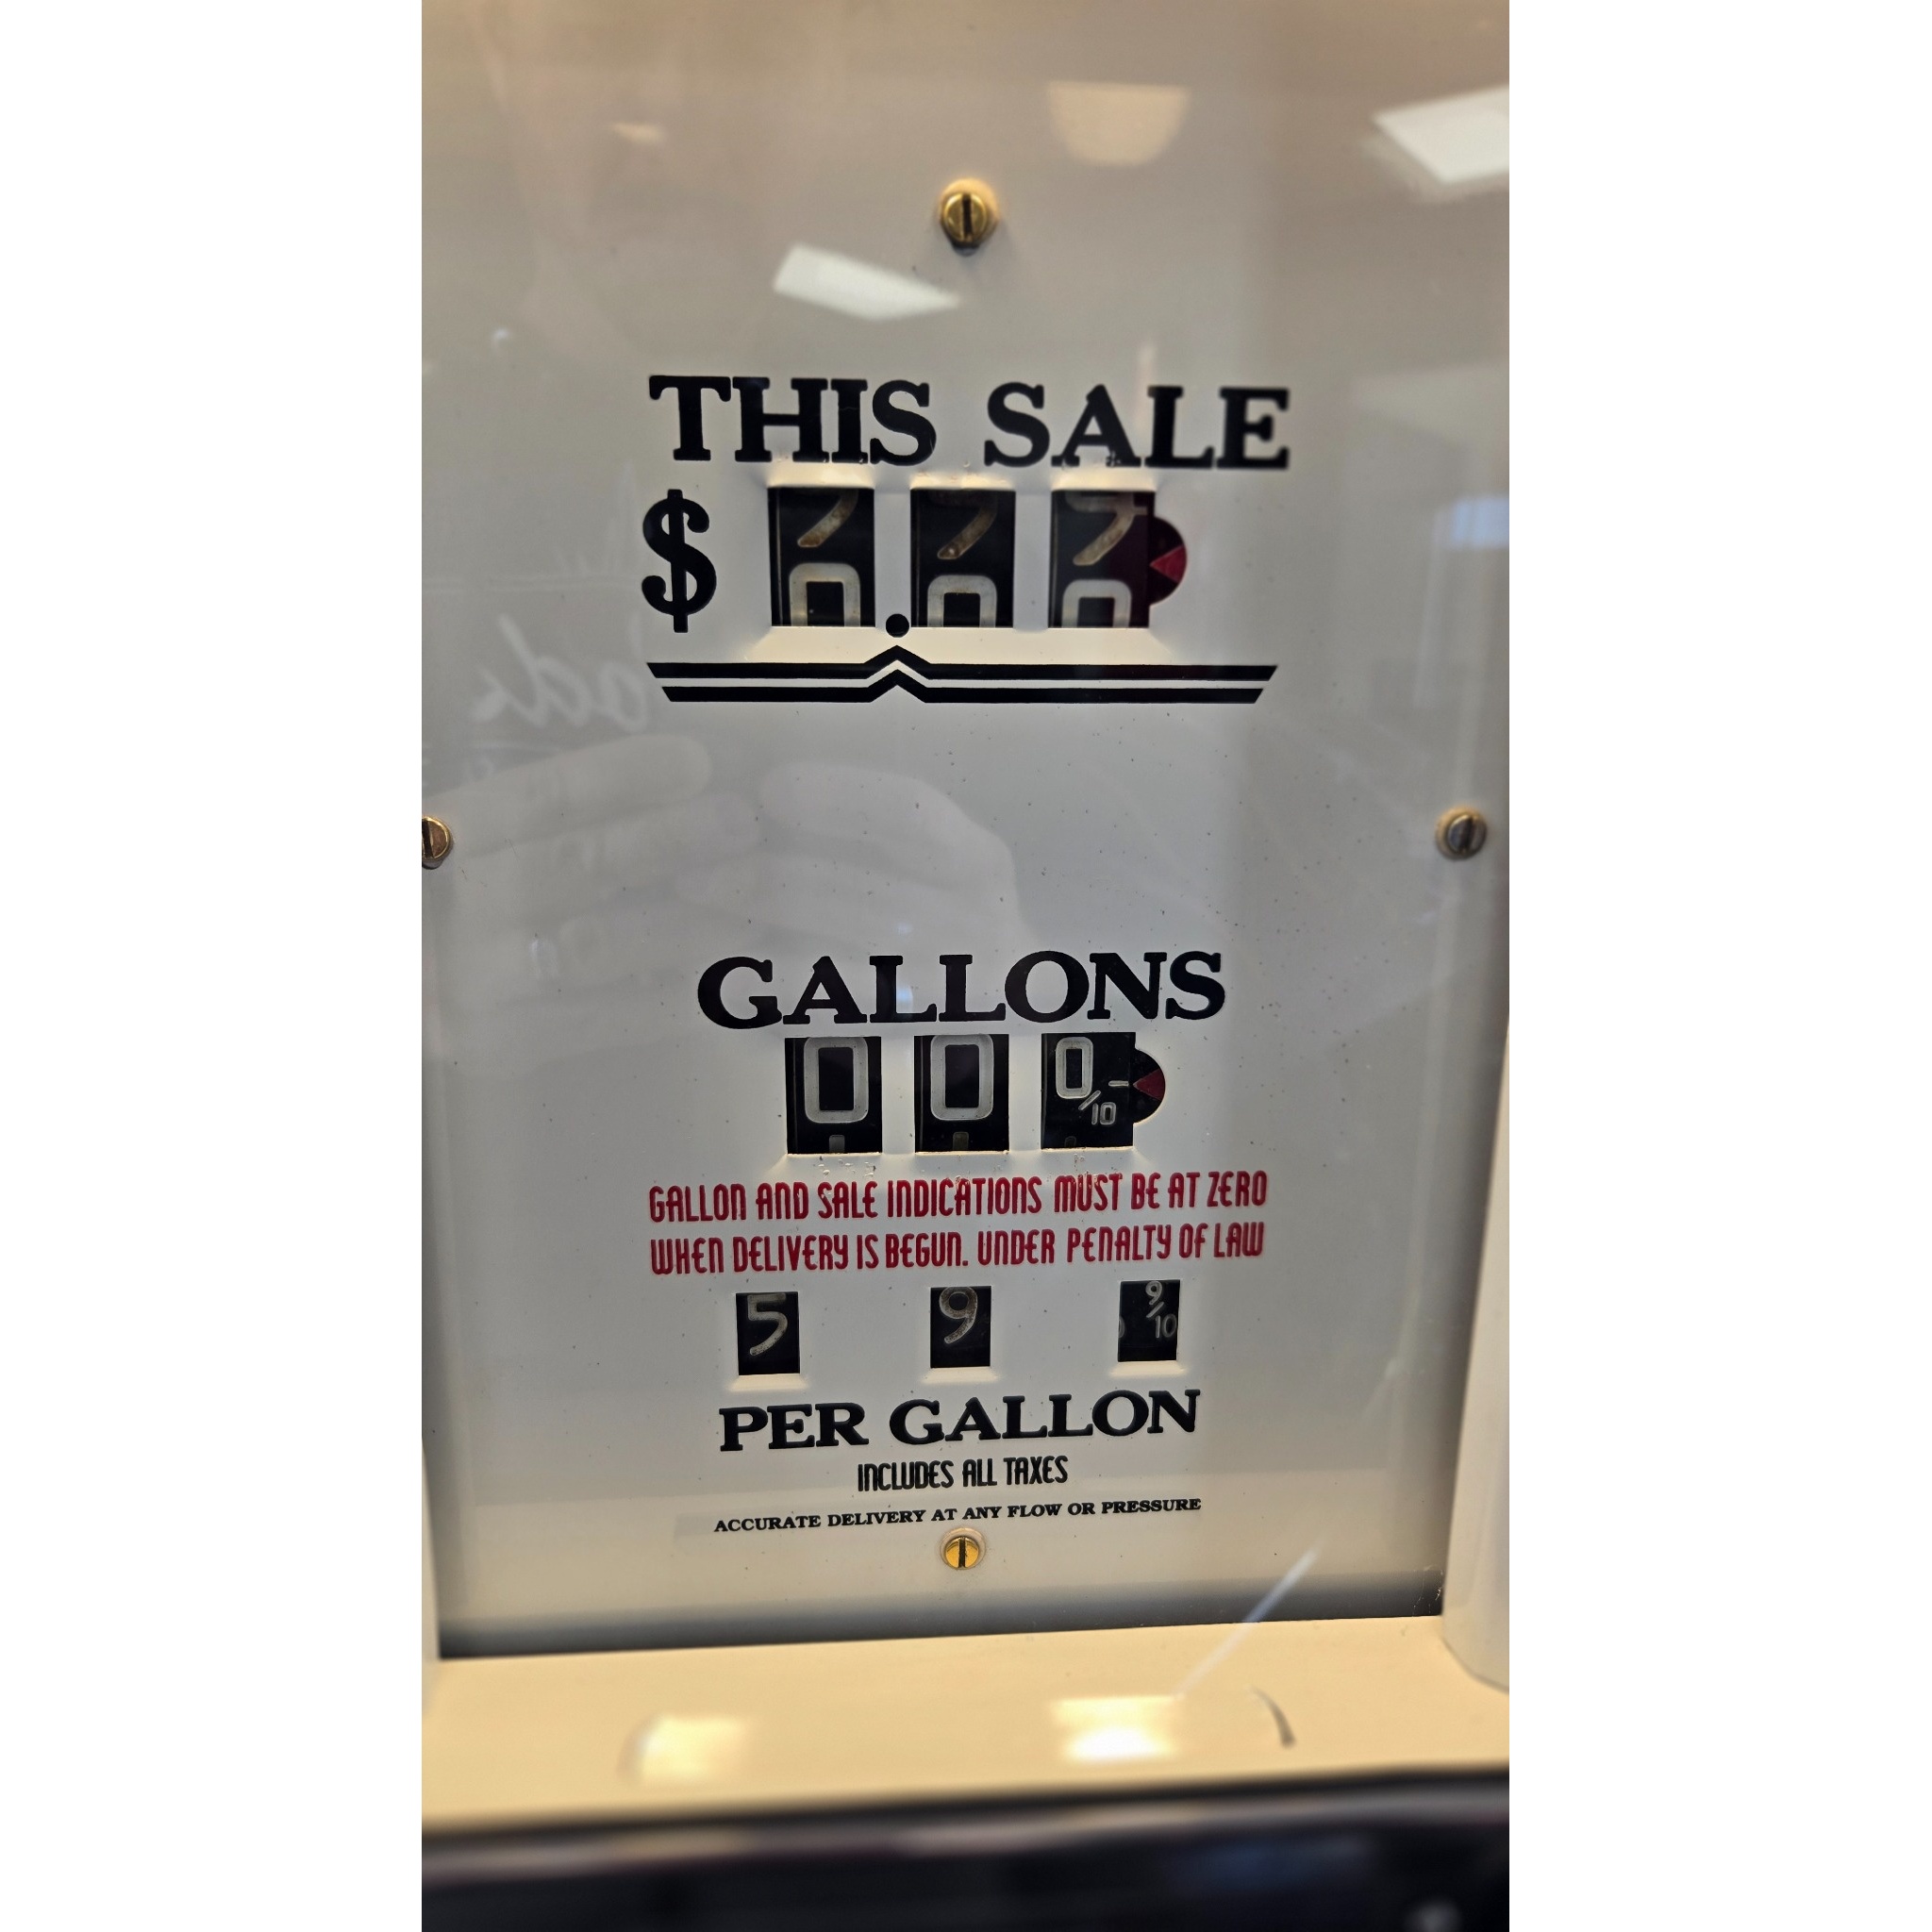 THIS SALE
$ 0.00
GALLONS
0 0 0/10
GALLON AND SALE INDICATIONS MUST BE AT ZERO
WHEN DELIVERY IS BEGUN. UNDER PENALTY OF LAW
5 9 9/10
PER GALLON
INCLUDES ALL TAXES
ACCURATE DELIVERY AT ANY FLOW OR PRESSURE